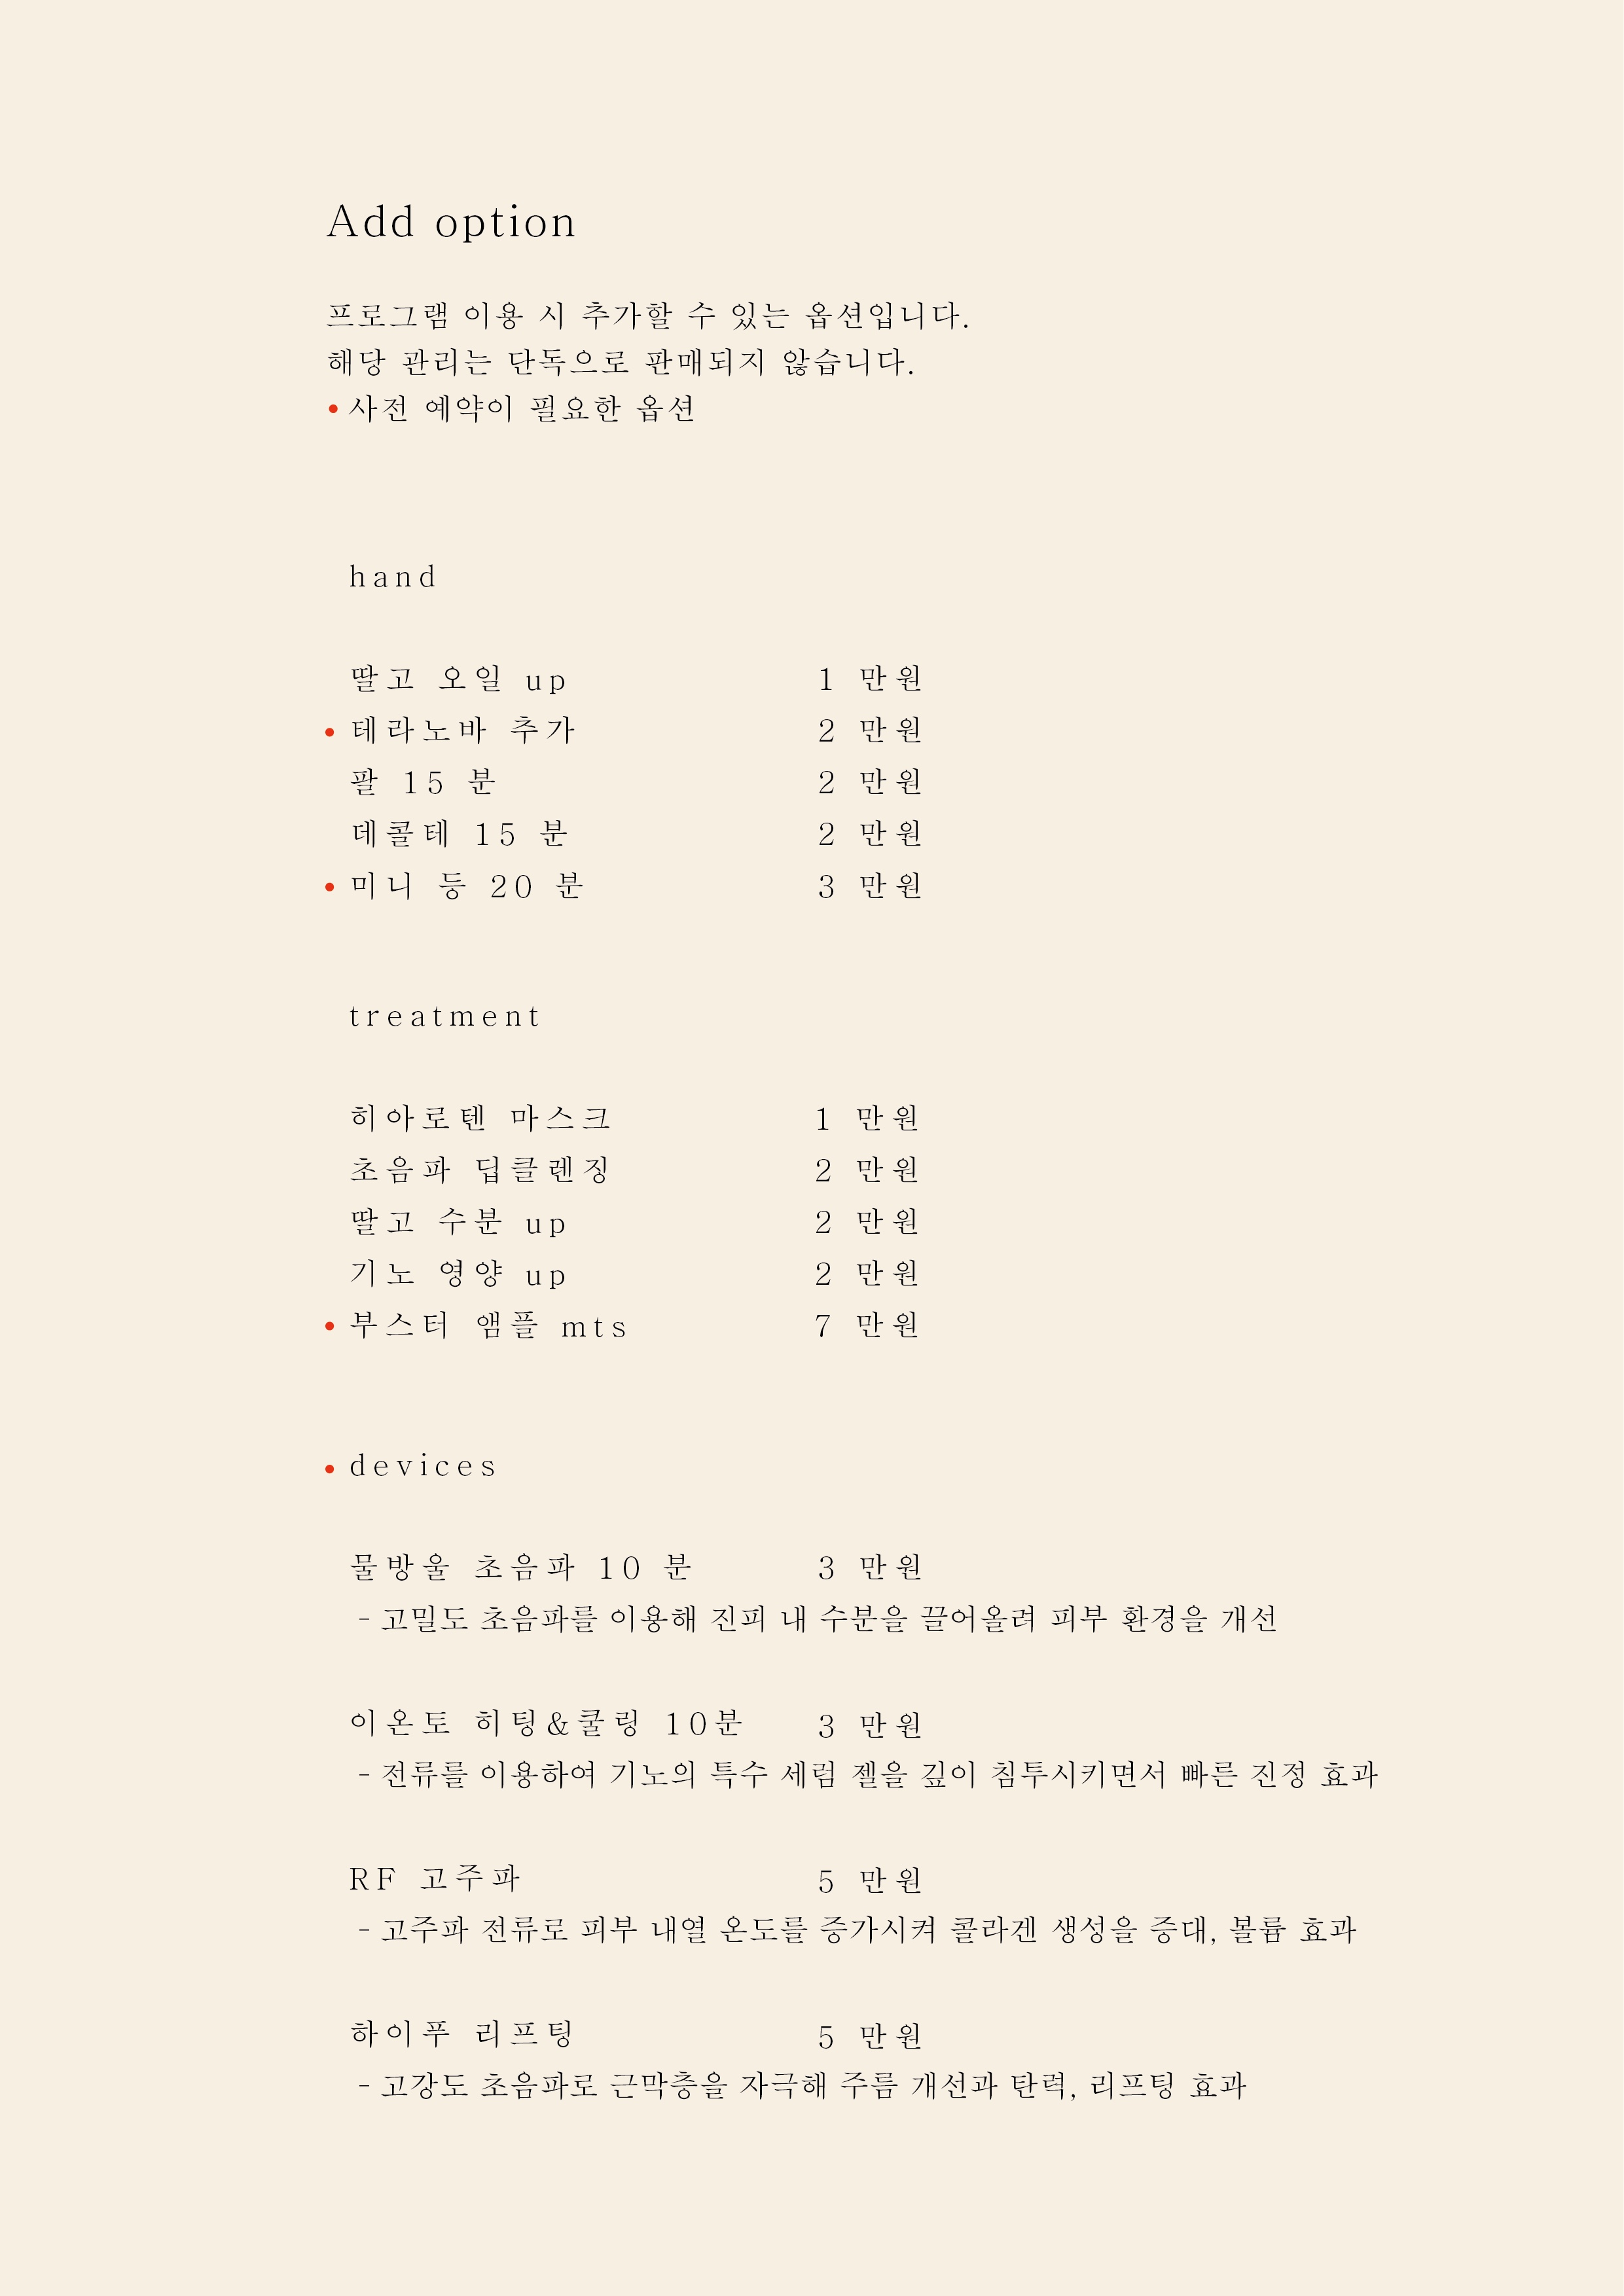 Add option
프로그램 이용 시 추가할 수 있는 옵션입니다.
해당 관리는 단독으로 판매되지 않습니다.
• 사전 예약이 필요한 옵션
hand
딸고 오일 up 1 만원
• 테라노바 추가 2 만원
팔 15 분 2 만원
데콜테 15 분 2 만원
• 미니 등 20 분 3 만원
treatment
히아로텐 마스크 1 만원
초음파 딥클렌징 2 만원
딸고 수분 up 2 만원
기노 영양 up 2 만원
• 부스터 앰플 mts 7 만원
• devices
물방울 초음파 10 분 3 만원
- 고밀도 초음파를 이용해 진피 내 수분을 끌어올려 피부 환경을 개선
이온토 히팅&쿨링 10분 3 만원
- 전류를 이용하여 기노의 특수 세럼 젤을 깊이 침투시키면서 빠른 진정 효과
RF 고주파 5 만원
- 고주파 전류로 피부 내열 온도를 증가시켜 콜라겐 생성을 증대, 볼륨 효과
하이푸 리프팅 5 만원
- 고강도 초음파로 근막층을 자극해 주름 개선과 탄력, 리프팅 효과